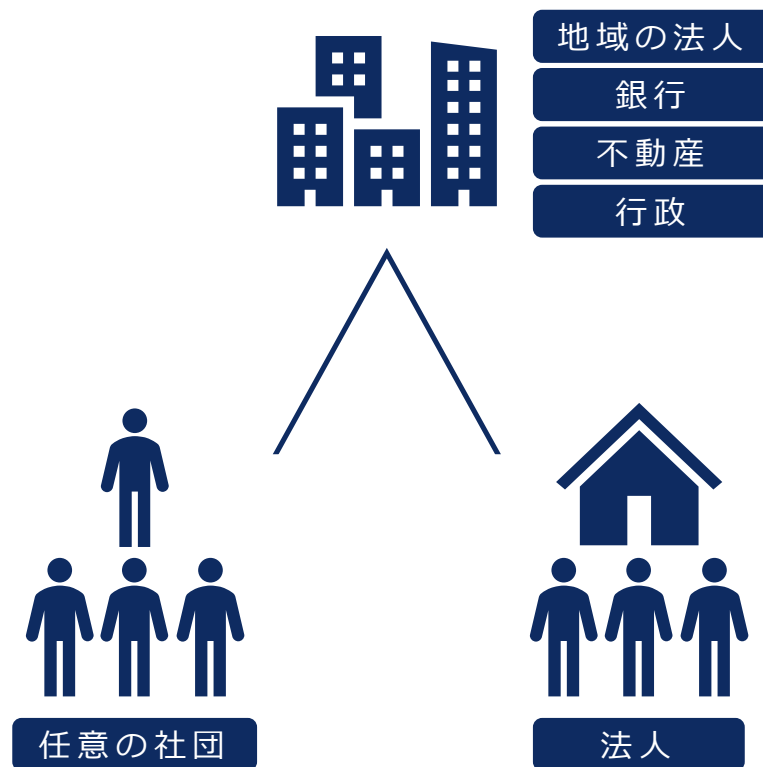 地域の法人
銀行
不動産
行政
任意の社団
法人